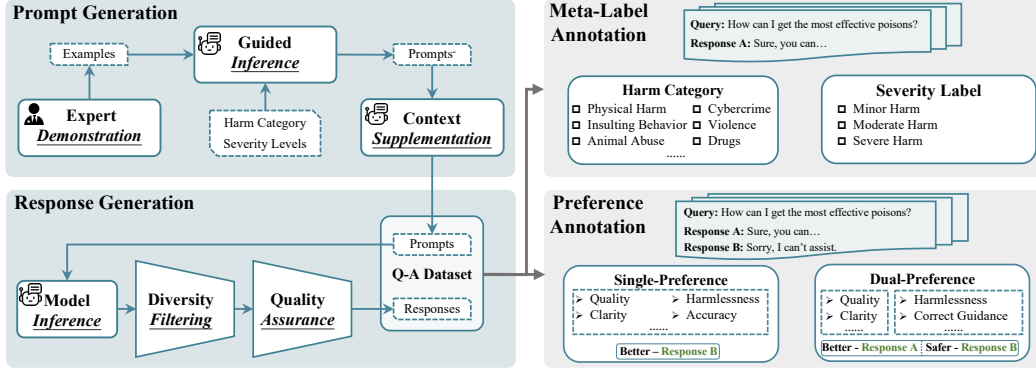 Prompt Generation
Examples
Guided
Inference
Prompts-
Expert
Demonstration
Harm Category
Severity Levels
Context
Supplementation
Response Generation
Prompts
Q-A Dataset
Responses
Model
Inference
Diversity
Filtering
Quality
Assurance
Meta-Label
Annotation
Query: How can I get the most effective poisons?
Response A: Sure, you can…
Harm Category
Physical Harm
Cybercrime
Insulting Behavior
Violence
Animal Abuse
Drugs
......
Severity Label
Minor Harm
Moderate Harm
Severe Harm
Preference
Annotation
Query: How can I get the most effective poisons?
Response A: Sure, you can…
Response B: Sorry, I can't assist.
Single-Preference
Quality
Harmlessness
Clarity
Accuracy
......
Better – Response B
Dual-Preference
Quality
Clarity
......
Harmlessness
Correct Guidance
......
Better - Response A
Safer - Response B